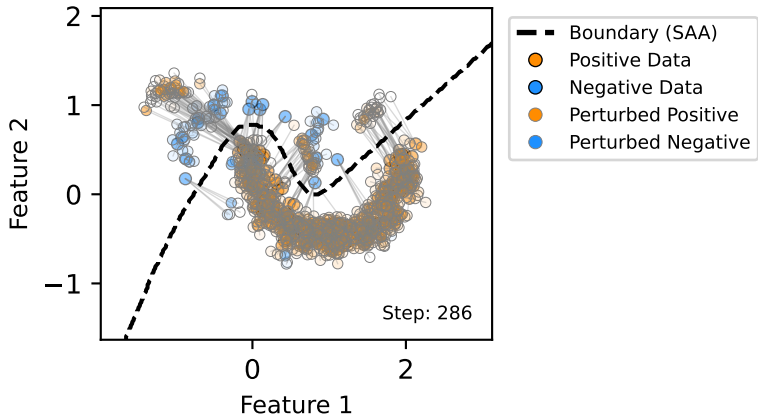 2
1
0
−1
Feature 2
0
2
Feature 1
Step: 286
Boundary (SAA)
Positive Data
Negative Data
Perturbed Positive
Perturbed Negative